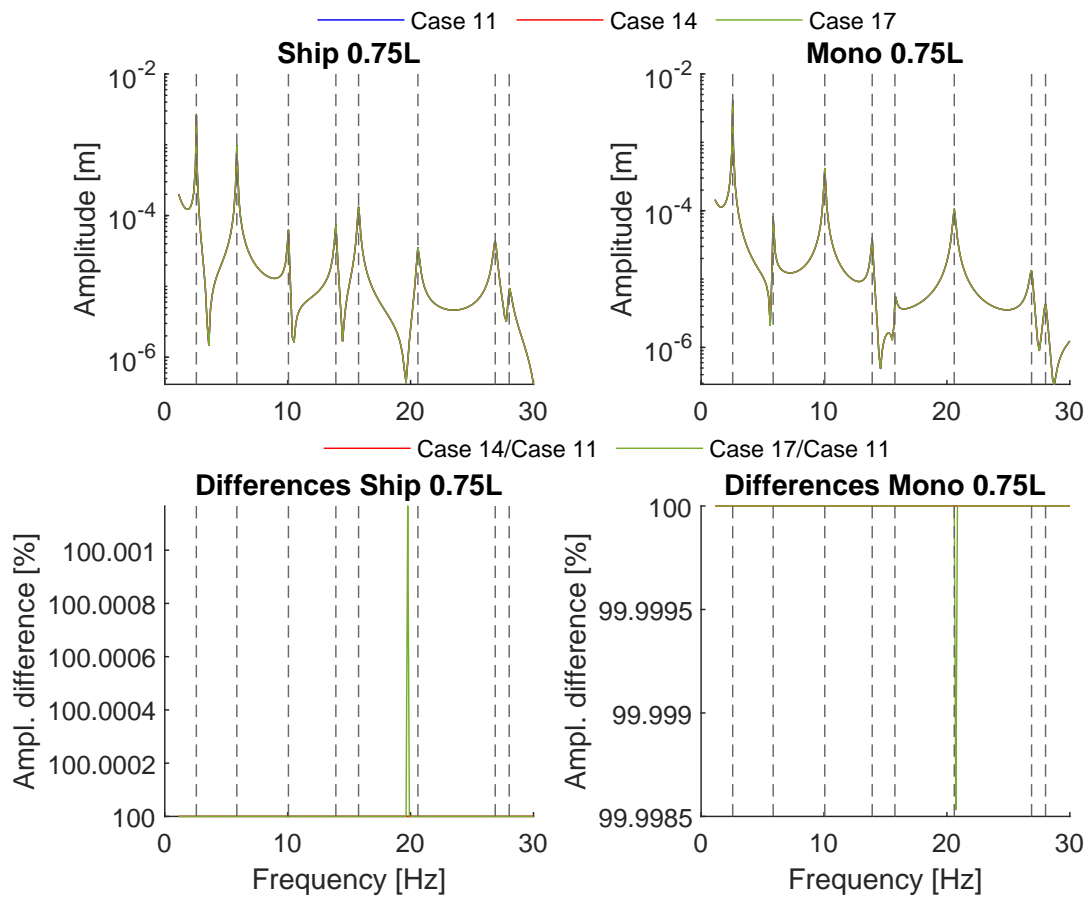 Case 11 Case 14 Case 17
Ship 0.75L
Mono 0.75L
10^-2
10^-4
10^-6
Amplitude [m]
0 10 20 30
10^-2
10^-4
10^-6
Amplitude [m]
0 10 20 30
Case 14/Case 11 Case 17/Case 11
Differences Ship 0.75L
Differences Mono 0.75L
100.001
100.0008
100.0006
100.0004
100.0002
100
Ampl. difference [%]
0 10 20 30
Frequency [Hz]
100
99.9995
99.999
99.9985
Ampl. difference [%]
0 10 20 30
Frequency [Hz]